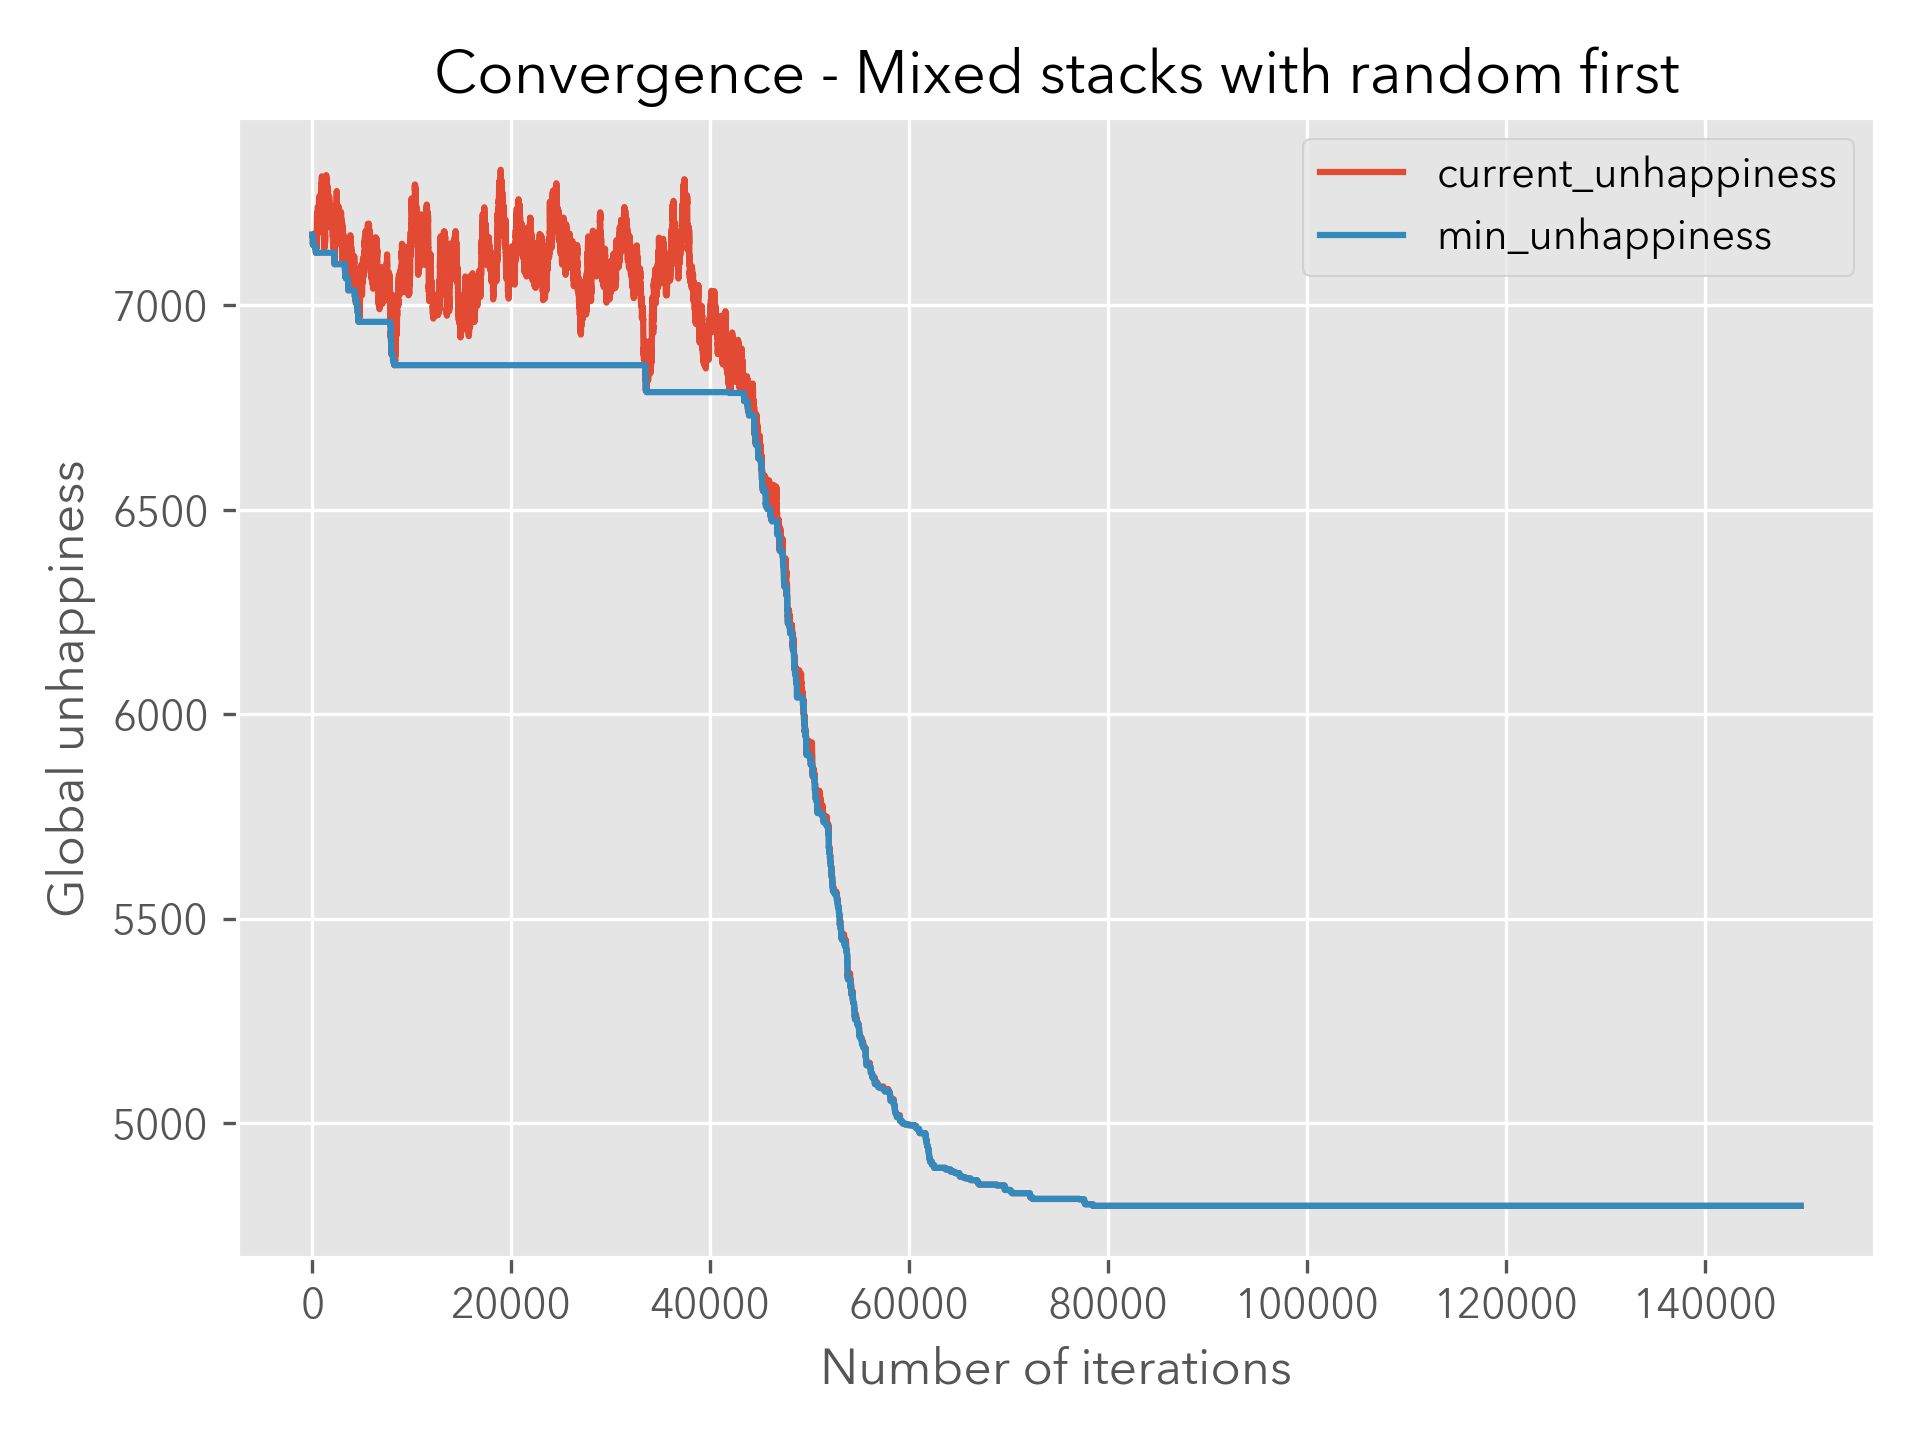 Convergence - Mixed stacks with random first
current_unhappiness
min_unhappiness
Global unhappiness
7000
6500
6000
5500
5000
0 20000 40000 60000 80000 100000 120000 140000
Number of iterations